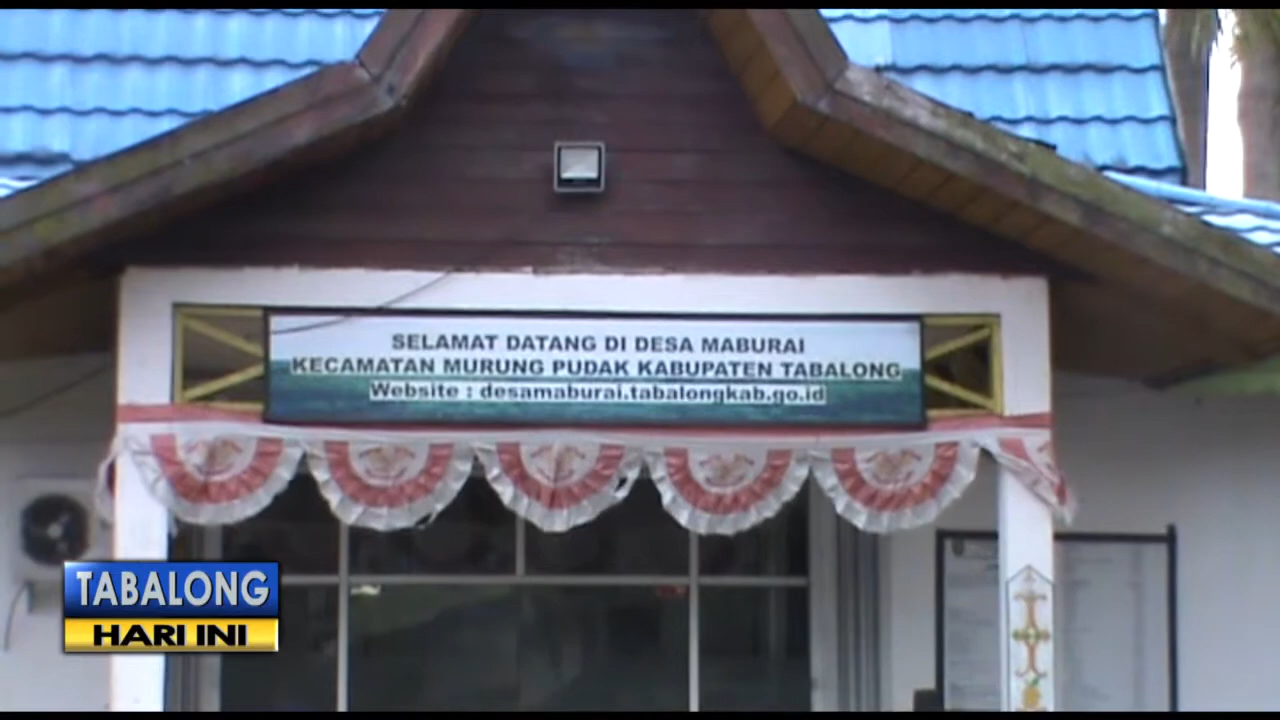 SELAMAT DATANG DI DESA MABURAI
KECAMATAN MURUNG PUDAK KABUPATEN TABALONG
Website : desamaburai.tabalongkab.go.id
TABALONG
HARI INI